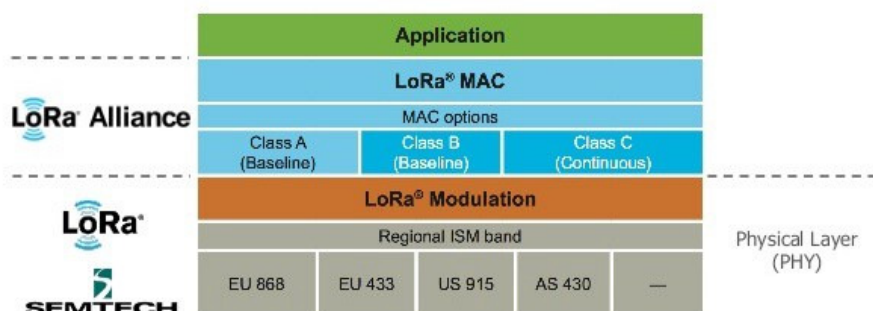 Application
LoRa® MAC
LoRa Alliance
MAC options
Class A
(Baseline)
Class B
(Baseline)
Class C
(Continuous)
LoRa® Modulation
LoRa®
Regional ISM band
Physical Layer
(PHY)
EU 868
EU 433
US 915
AS 430
—
SEMTECH